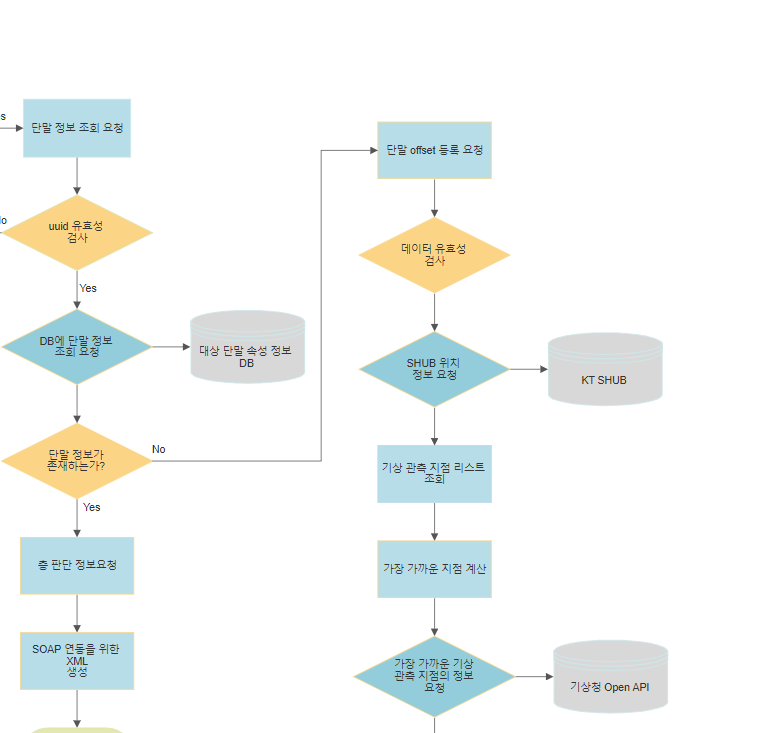 s
단말 정보 조회 요청
lo
uuid 유효성
검사
Yes
DB에 단말 정보
조회 요청
대상 단말 속성 정보
DB
단말 정보가
존재하는가?
No
Yes
층 판단 정보요청
SOAP 연동을 위한
XML
생성
단말 offset 등록 요청
데이터 유효성
검사
SHUB 위치
정보 요청
KT SHUB
기상 관측 지점 리스트
조회
가장 가까운 지점 계산
가장 가까운 기상
관측 지점의 정보
요청
기상청 Open API